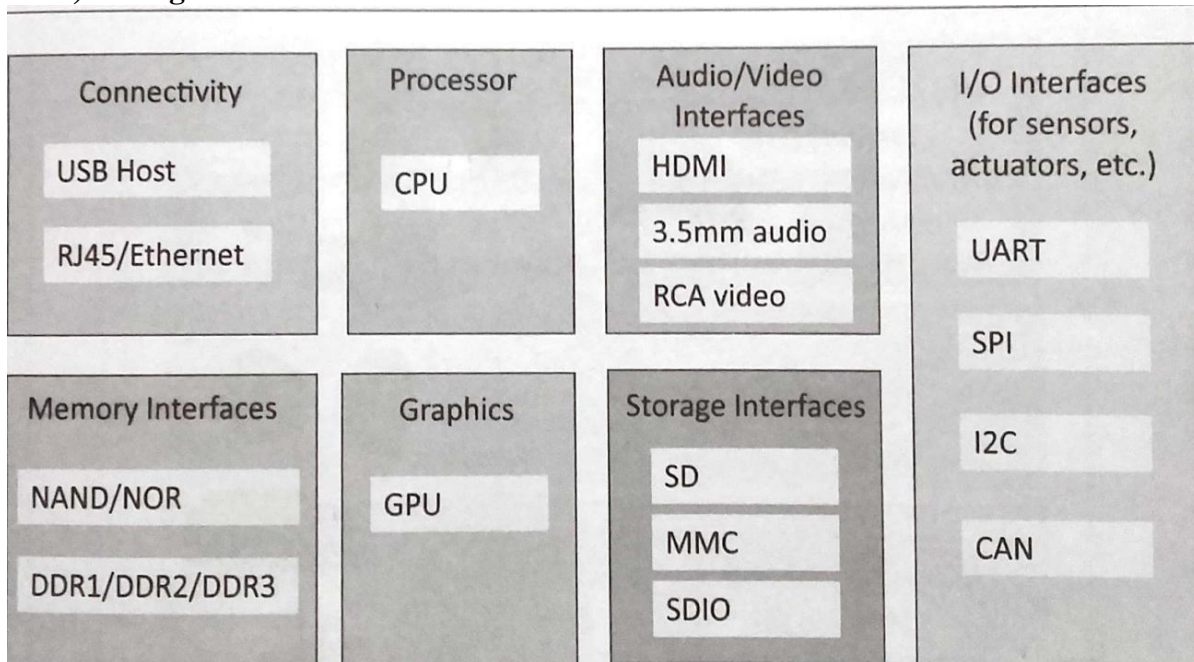 Connectivity
USB Host
RJ45/Ethernet
Processor
CPU
Audio/Video
Interfaces
HDMI
3.5mm audio
RCA video
I/O Interfaces
(for sensors,
actuators, etc.)
UART
SPI
I2C
CAN
Memory Interfaces
NAND/NOR
DDR1/DDR2/DDR3
Graphics
GPU
Storage Interfaces
SD
MMC
SDIO